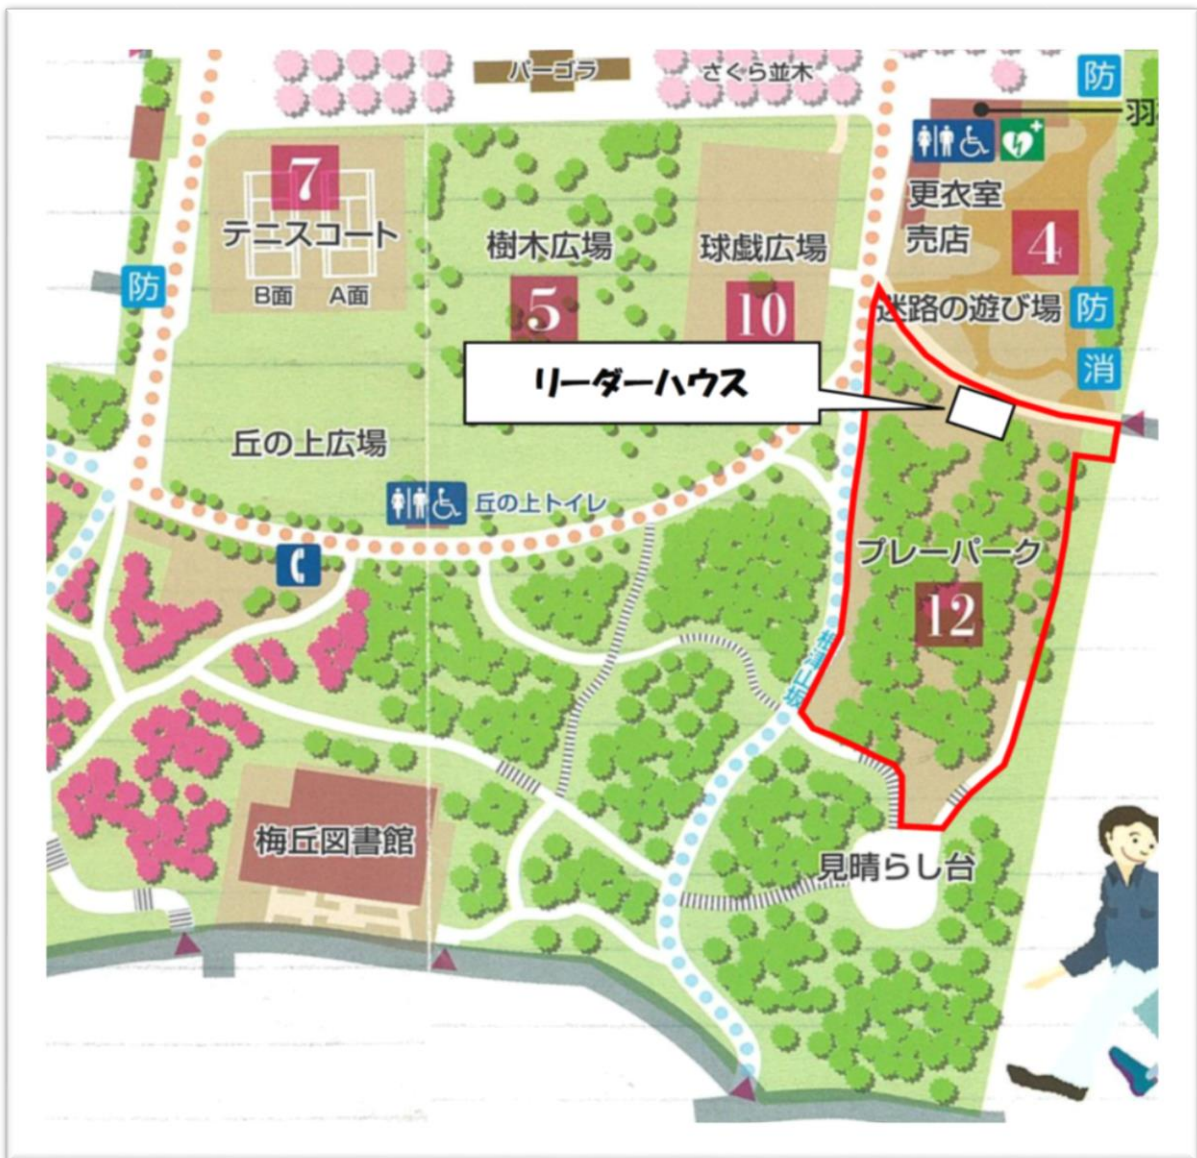 パーゴラ
さくら並木
防
羽
7
テニスコート
B面 A面
樹木広場
5
球戯広場
10
更衣室
売店
4
防
迷路の遊び場
防
消
リーダーハウス
丘の上広場
丘の上トイレ
プレーパーク
12
根津山坂
梅丘図書館
見晴らし台